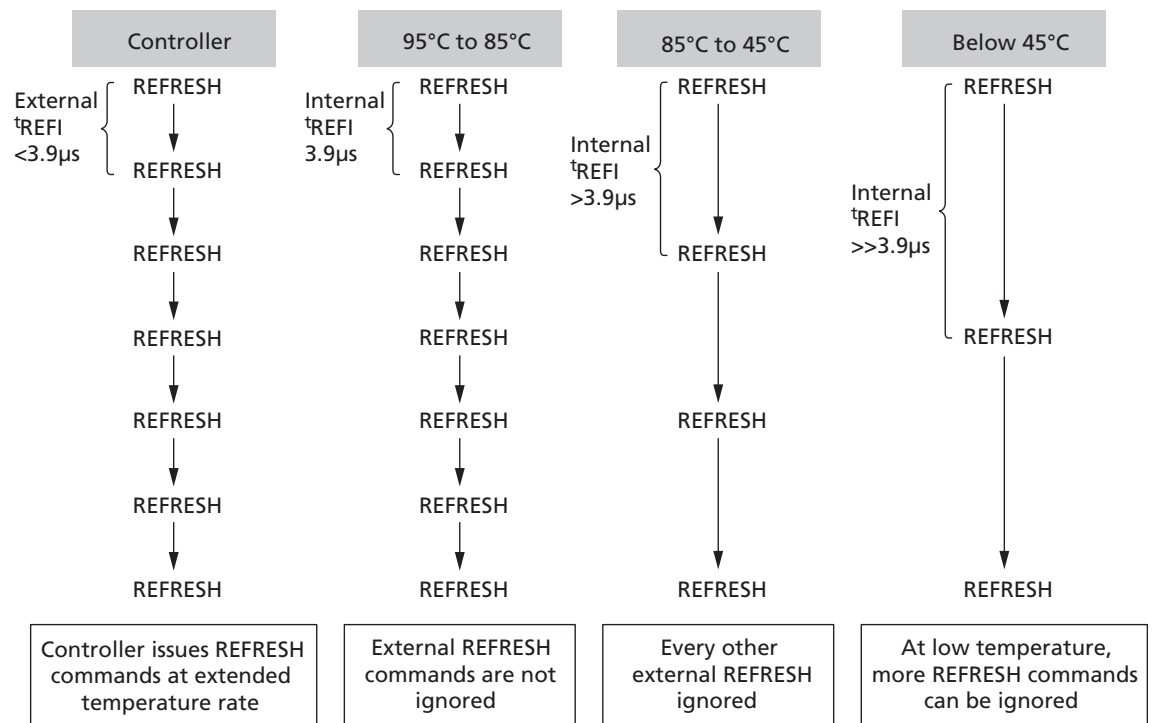 Controller
95°C to 85°C
85°C to 45°C
Below 45°C
External
tREFI
<3.9µs
REFRESH
REFRESH
REFRESH
REFRESH
REFRESH
REFRESH
REFRESH
Internal
tREFI
3.9µs
REFRESH
REFRESH
REFRESH
REFRESH
REFRESH
REFRESH
REFRESH
Internal
tREFI
>3.9µs
REFRESH
REFRESH
REFRESH
REFRESH
Internal
tREFI
>>3.9µs
REFRESH
REFRESH
REFRESH
Controller issues REFRESH
commands at extended
temperature rate
External REFRESH
commands are not
ignored
Every other
external REFRESH
ignored
At low temperature,
more REFRESH commands
can be ignored